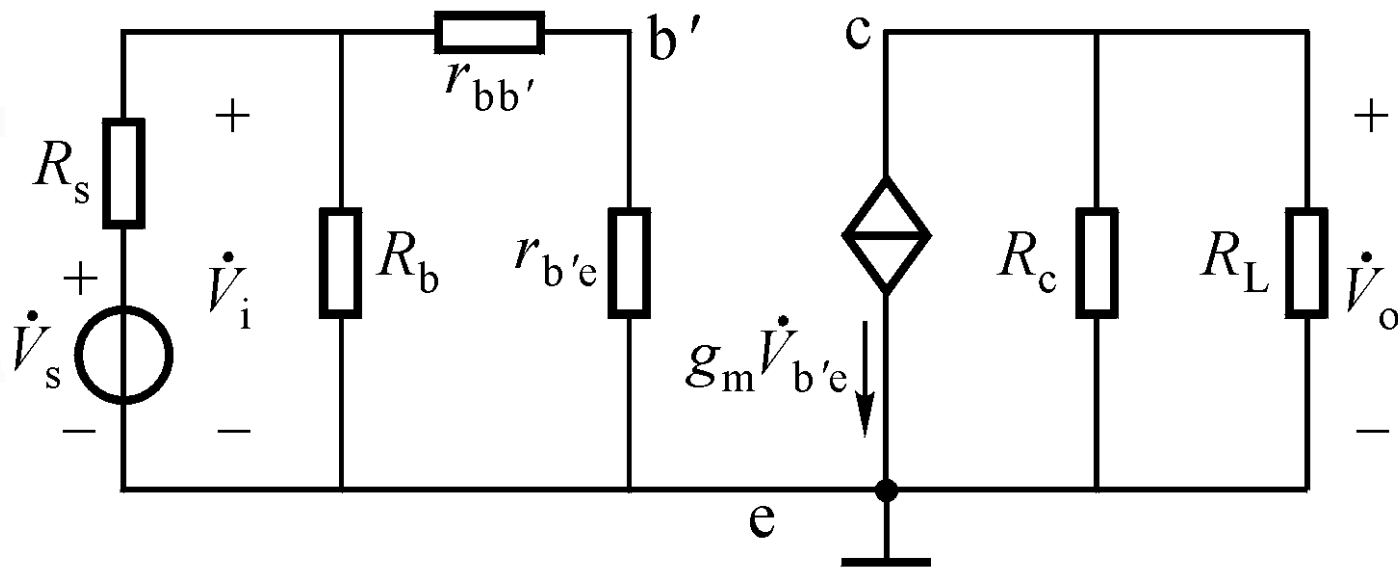 b′ c
r_bb′
+ +
R_s R_b r_b′e R_c R_L
+ V̇_i V̇_o
V̇_s g_m V̇_b′e
− − −
e